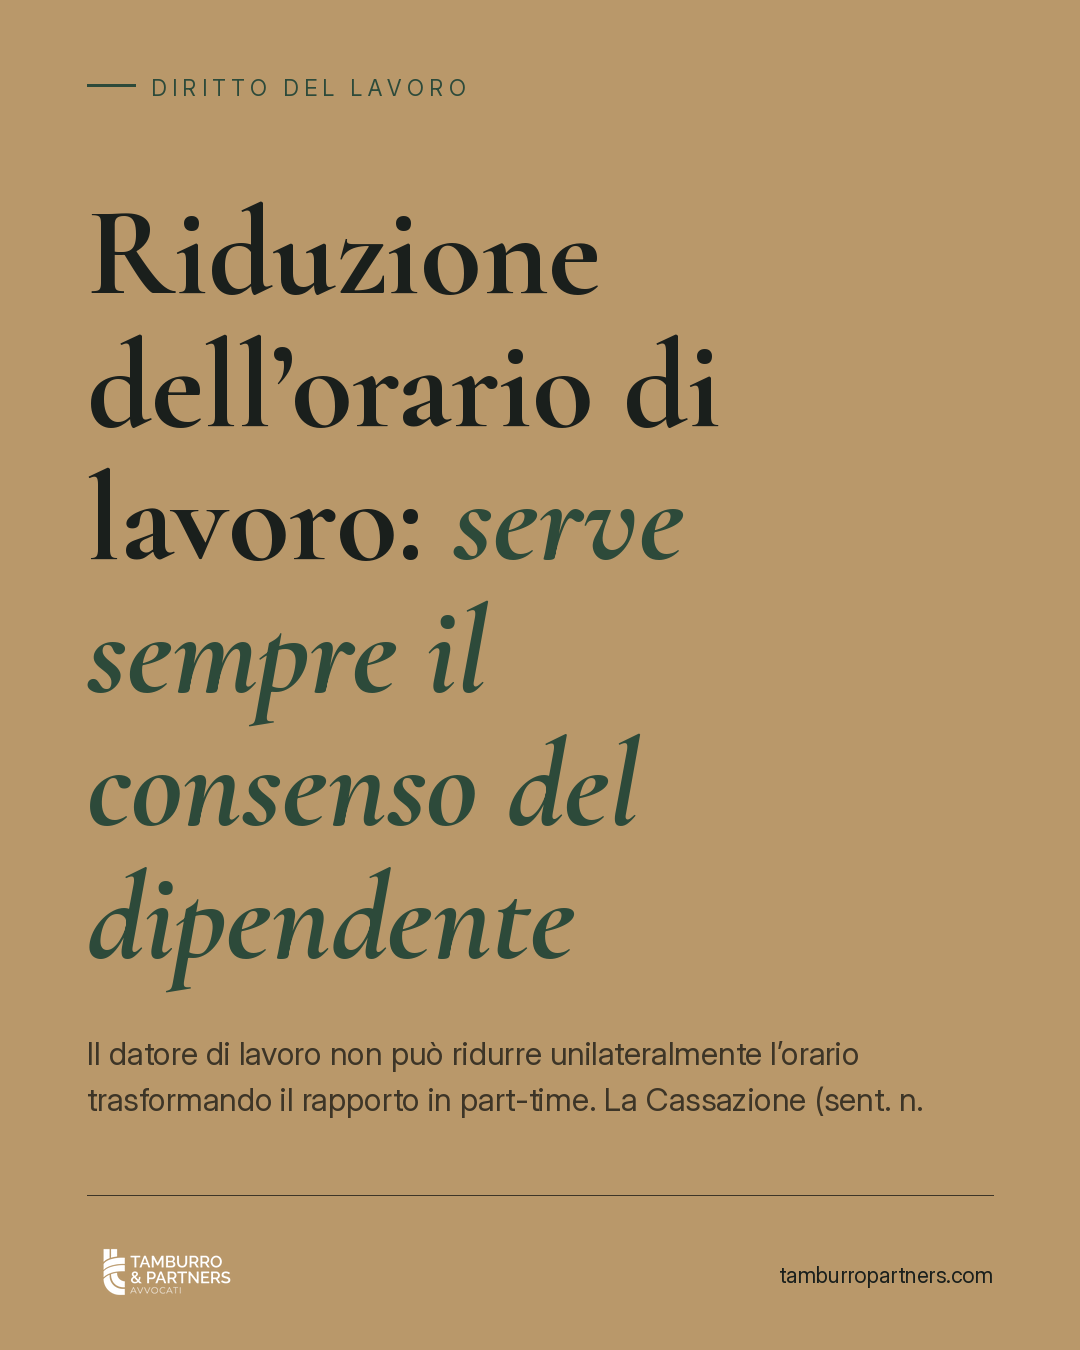 DIRITTO DEL LAVORO
Riduzione
dell’orario di
lavoro: serve
sempre il
consenso del
dipendente
Il datore di lavoro non può ridurre unilateralmente l’orario
trasformando il rapporto in part-time. La Cassazione (sent. n.
TAMBURRO
& PARTNERS
AVVOCATI
tamburropartners.com